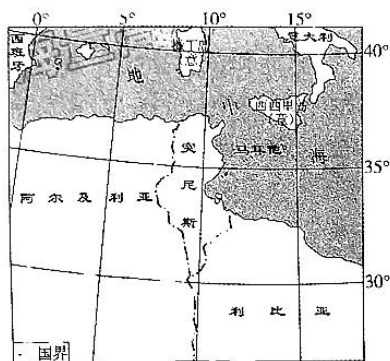 0° 5° 10° 15°
西班牙
意大利
40°
撒丁岛
（意）
地
中
海
西西里岛
（意）
马耳他
35°
突
尼
斯
阿尔及利亚
30°
利比亚
国界